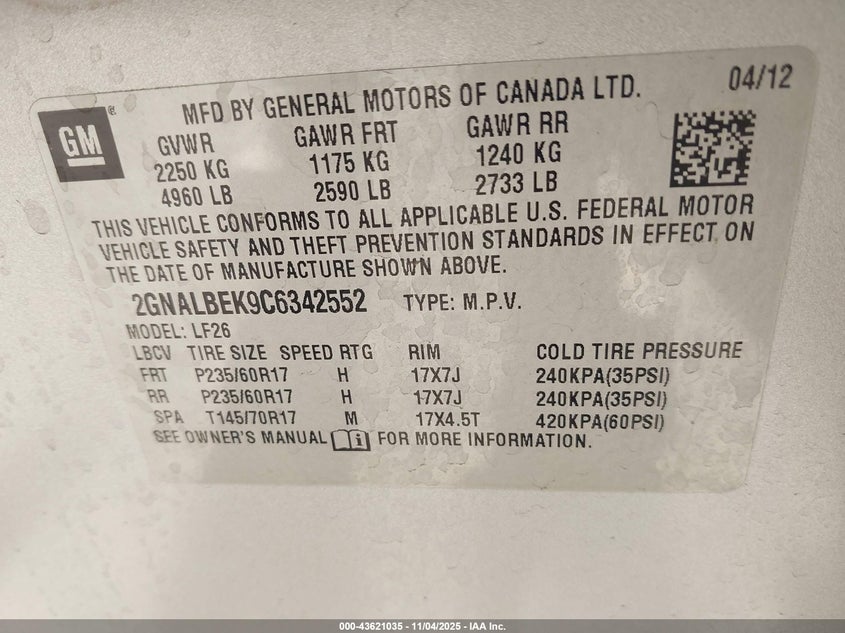 04/12
GM®
MFD BY GENERAL MOTORS OF CANADA LTD.
GVWR GAWR FRT GAWR RR
2250 KG 1175 KG 1240 KG
4960 LB 2590 LB 2733 LB
THIS VEHICLE CONFORMS TO ALL APPLICABLE U.S. FEDERAL MOTOR
VEHICLE SAFETY AND THEFT PREVENTION STANDARDS IN EFFECT ON
THE DATE OF MANUFACTURE SHOWN ABOVE.
2GNALBEK9C6342552 TYPE: M.P.V.
MODEL: LF26
LBCV TIRE SIZE SPEED RTG RIM COLD TIRE PRESSURE
FRT P235/60R17 H 17X7J 240KPA(35PSI)
RR P235/60R17 H 17X7J 240KPA(35PSI)
SPA T145/70R17 M 17X4.5T 420KPA(60PSI)
SEE OWNER'S MANUAL i FOR MORE INFORMATION.
000-43621035 - 11/04/2025 - IAA Inc.